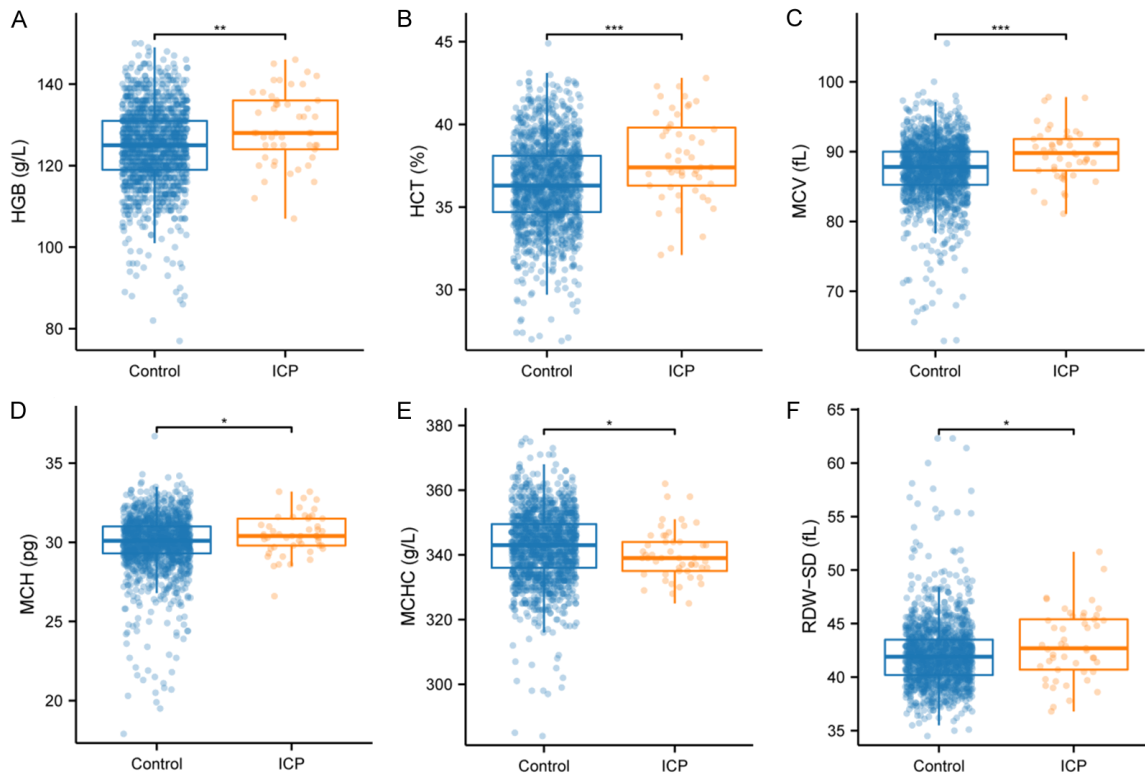 A
HGB (g/L)
140
120
100
80
**
Control
ICP
B
HCT (%)
45
40
35
30
***
Control
ICP
C
MCV (fL)
100
90
80
70
***
Control
ICP
D
MCH (pg)
35
30
25
20
*
Control
ICP
E
MCHC (g/L)
380
360
340
320
300
*
Control
ICP
F
RDW−SD (fL)
65
60
55
50
45
40
35
*
Control
ICP